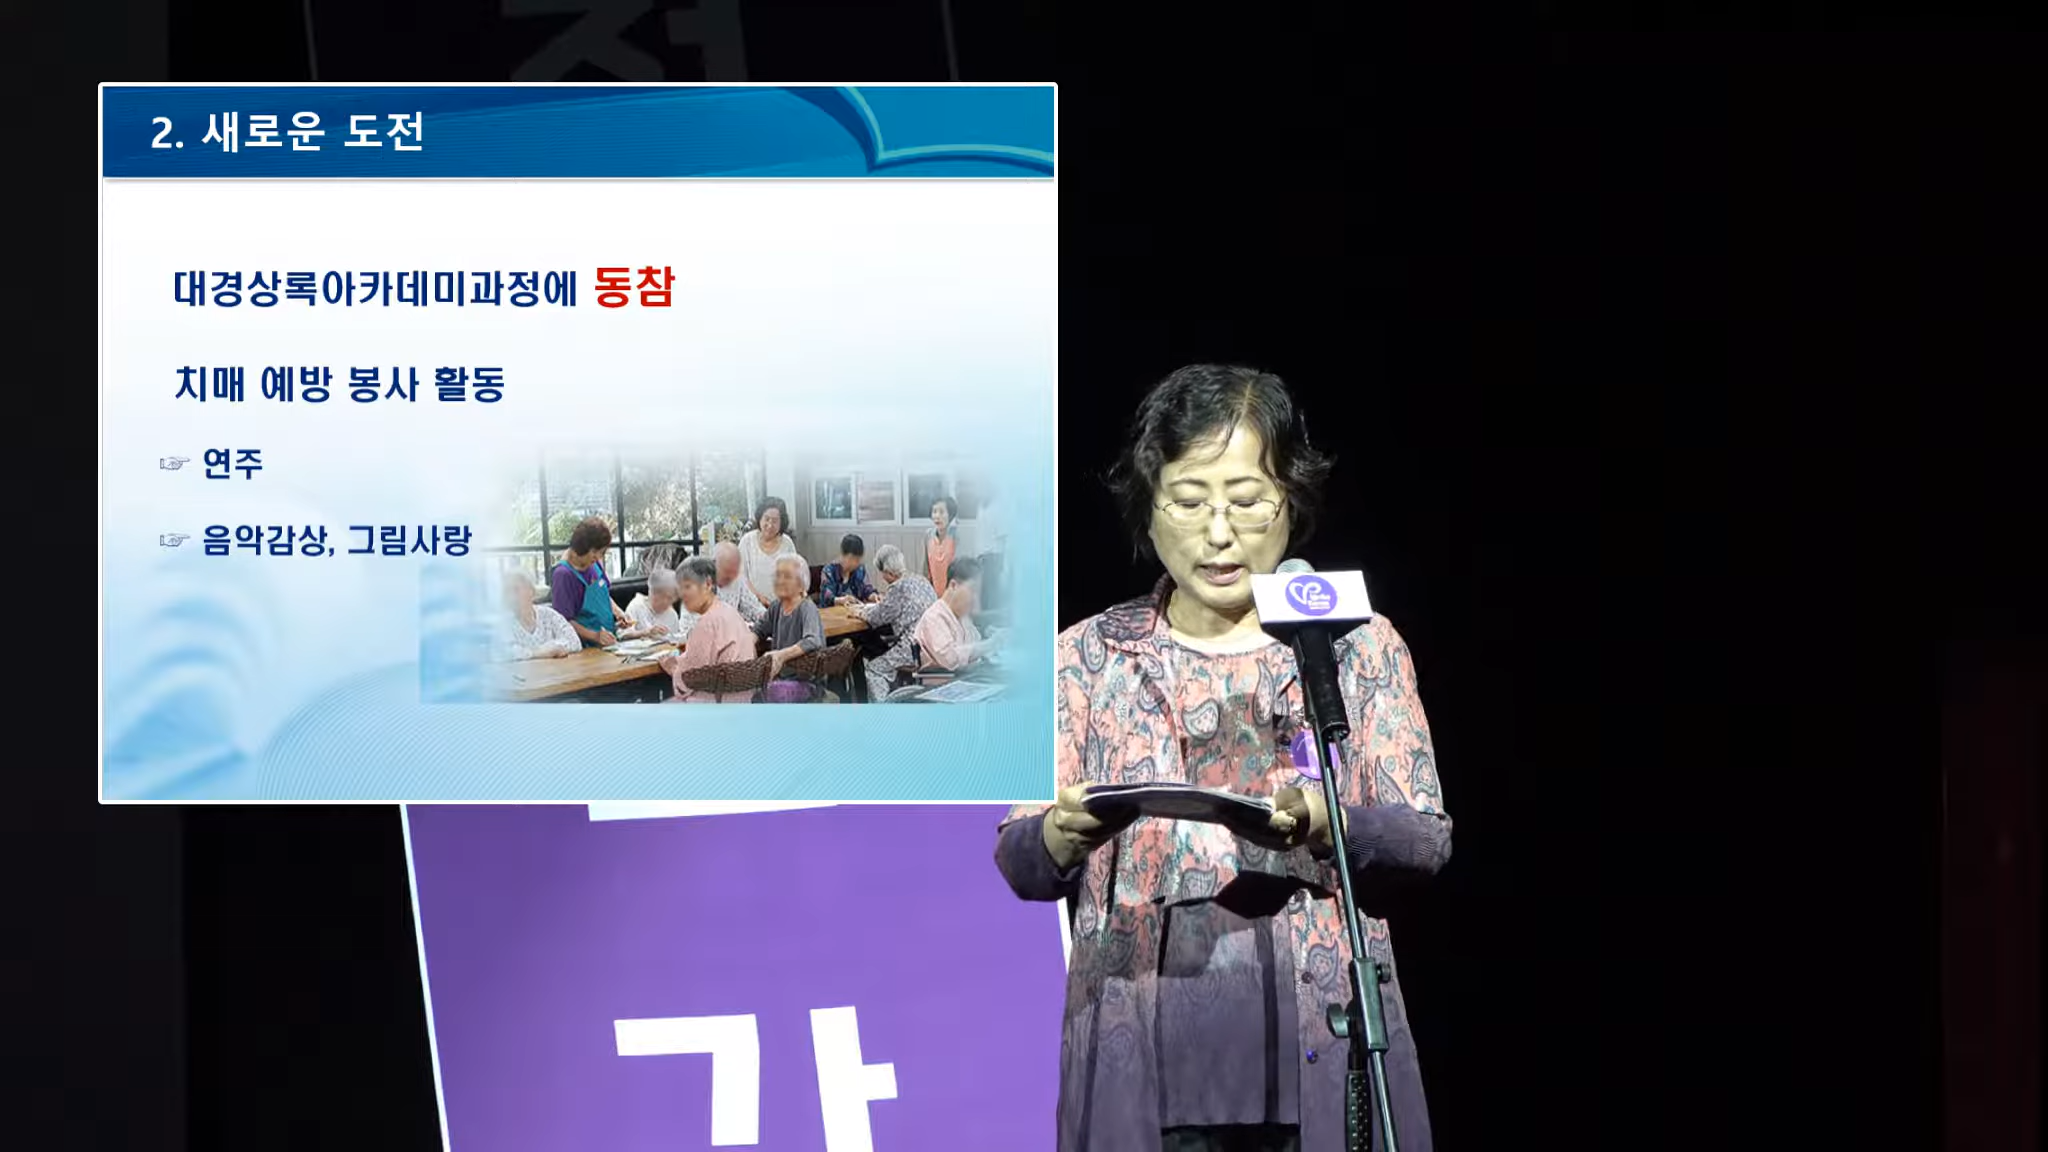 2. 새로운 도전
대경상록아카데미과정에 동참
치매 예방 봉사 활동
☞ 연주
☞ 음악감상, 그림사랑